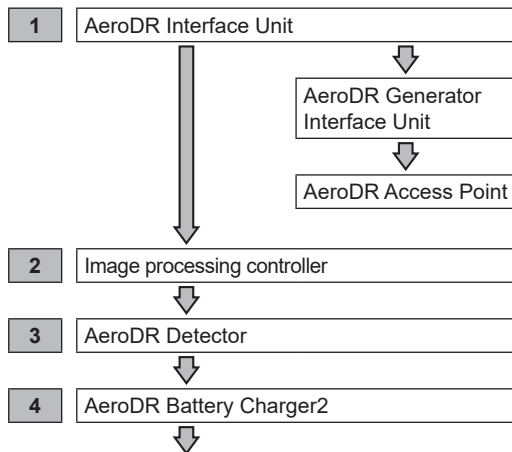 1
AeroDR Interface Unit
AeroDR Generator
Interface Unit
AeroDR Access Point
2
Image processing controller
3
AeroDR Detector
4
AeroDR Battery Charger2